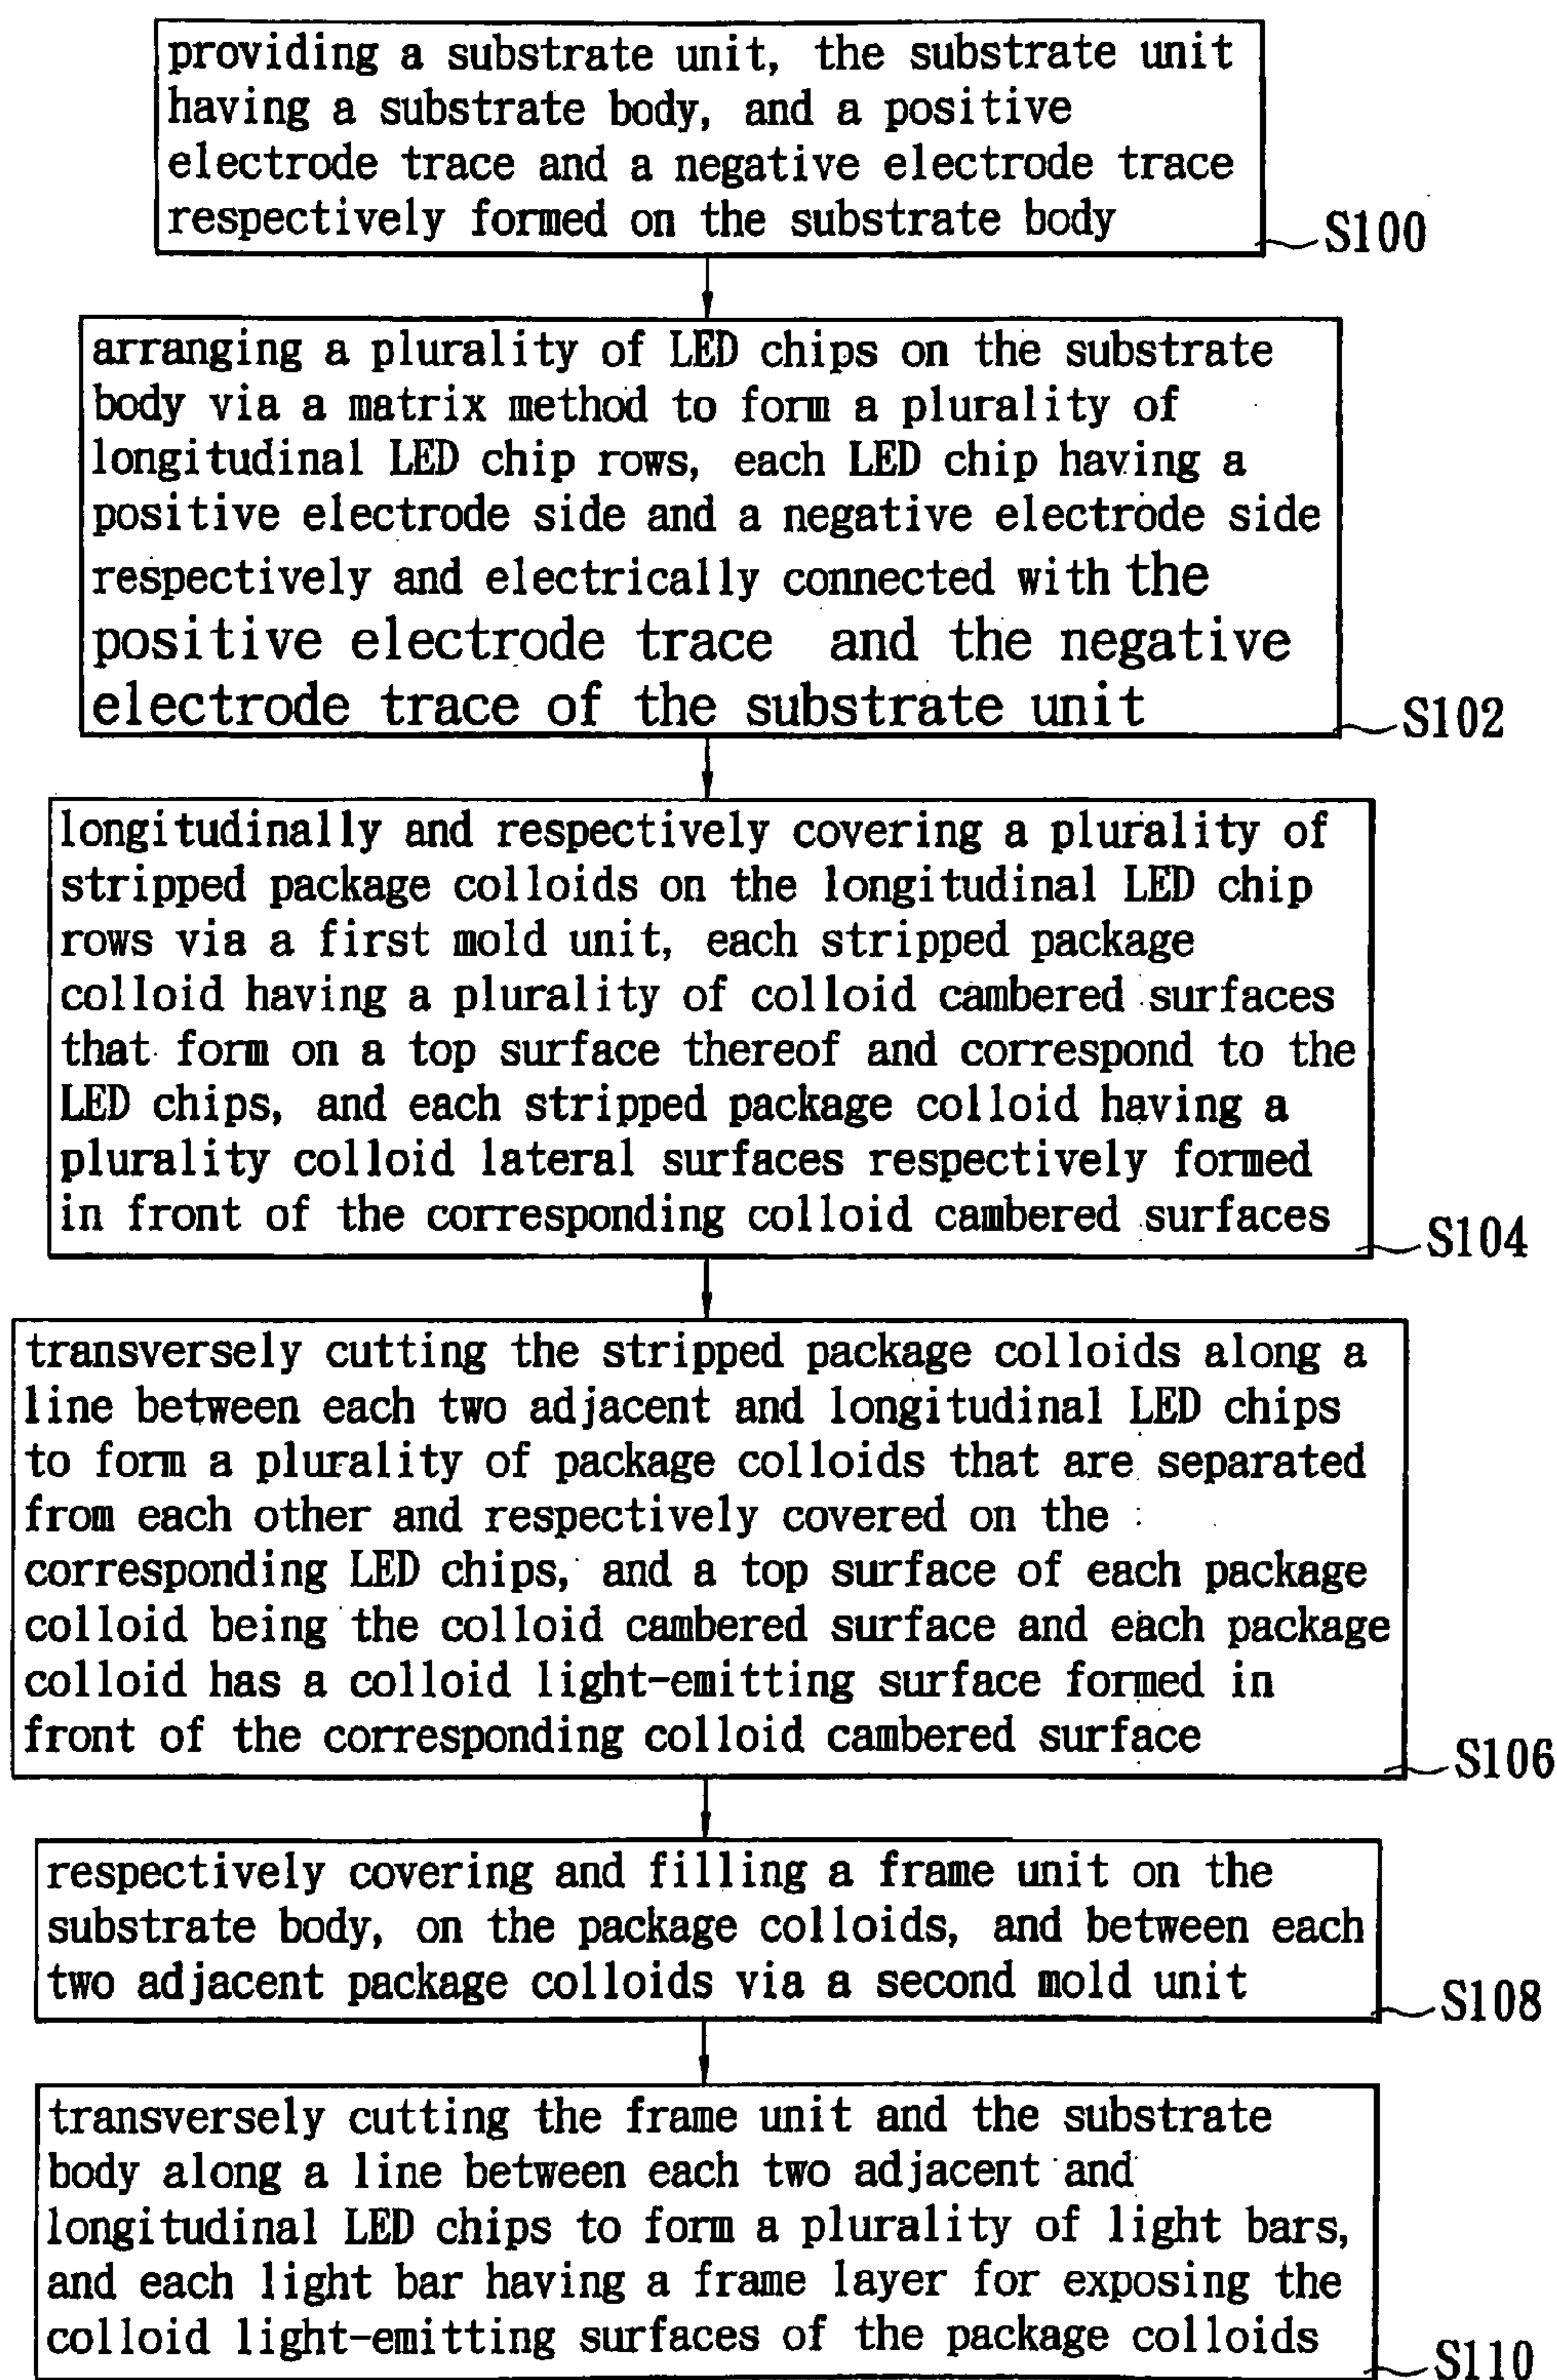 providing a substrate unit, the substrate unit
having a substrate body, and a positive
electrode trace and a negative electrode trace
respectively formed on the substrate body
S100
arranging a plurality of LED chips on the substrate
body via a matrix method to form a plurality of
longitudinal LED chip rows, each LED chip having a
positive electrode side and a negative electrode side
respectively and electrically connected with the
positive electrode trace and the negative
electrode trace of the substrate unit
S102
longitudinally and respectively covering a plurality of
stripped package colloids on the longitudinal LED chip
rows via a first mold unit, each stripped package
colloid having a plurality of colloid cambered surfaces
that form on a top surface thereof and correspond to the
LED chips, and each stripped package colloid having a
plurality colloid lateral surfaces respectively formed
in front of the corresponding colloid cambered surfaces
S104
transversely cutting the stripped package colloids along a
line between each two adjacent and longitudinal LED chips
to form a plurality of package colloids that are separated
from each other and respectively covered on the
corresponding LED chips, and a top surface of each package
colloid being the colloid cambered surface and each package
colloid has a colloid light-emitting surface formed in
front of the corresponding colloid cambered surface
S106
respectively covering and filling a frame unit on the
substrate body, on the package colloids, and between each
two adjacent package colloids via a second mold unit
S108
transversely cutting the frame unit and the substrate
body along a line between each two adjacent and
longitudinal LED chips to form a plurality of light bars,
and each light bar having a frame layer for exposing the
colloid light-emitting surfaces of the package colloids
S110